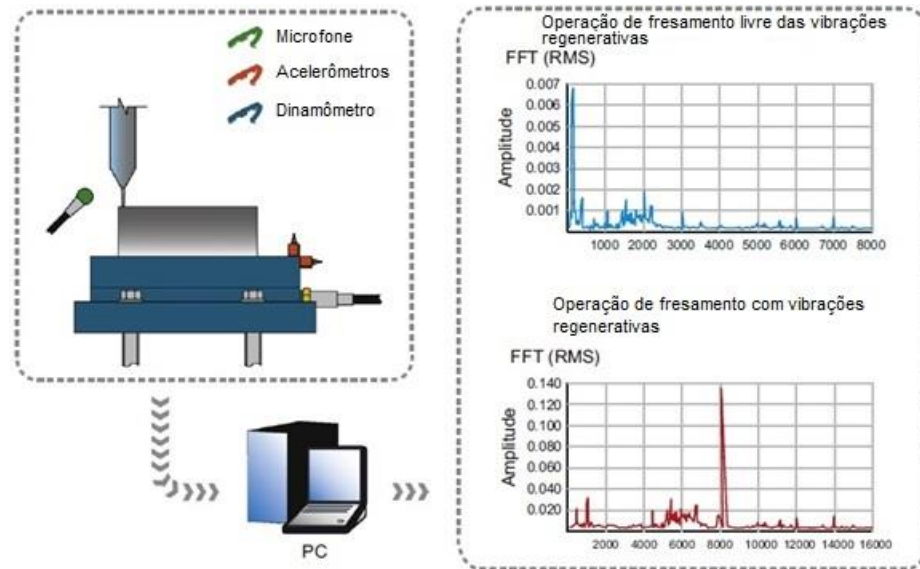 Microfone
Acelerômetros
Dinamômetro
PC
Operação de fresamento livre das vibrações
regenerativas
FFT (RMS)
Amplitude
0.007
0.006
0.005
0.004
0.003
0.002
0.001
1000 2000 3000 4000 5000 6000 7000 8000
Operação de fresamento com vibrações
regenerativas
FFT (RMS)
Amplitude
0.140
0.120
0.100
0.080
0.060
0.040
0.020
2000 4000 6000 8000 10000 12000 14000 16000